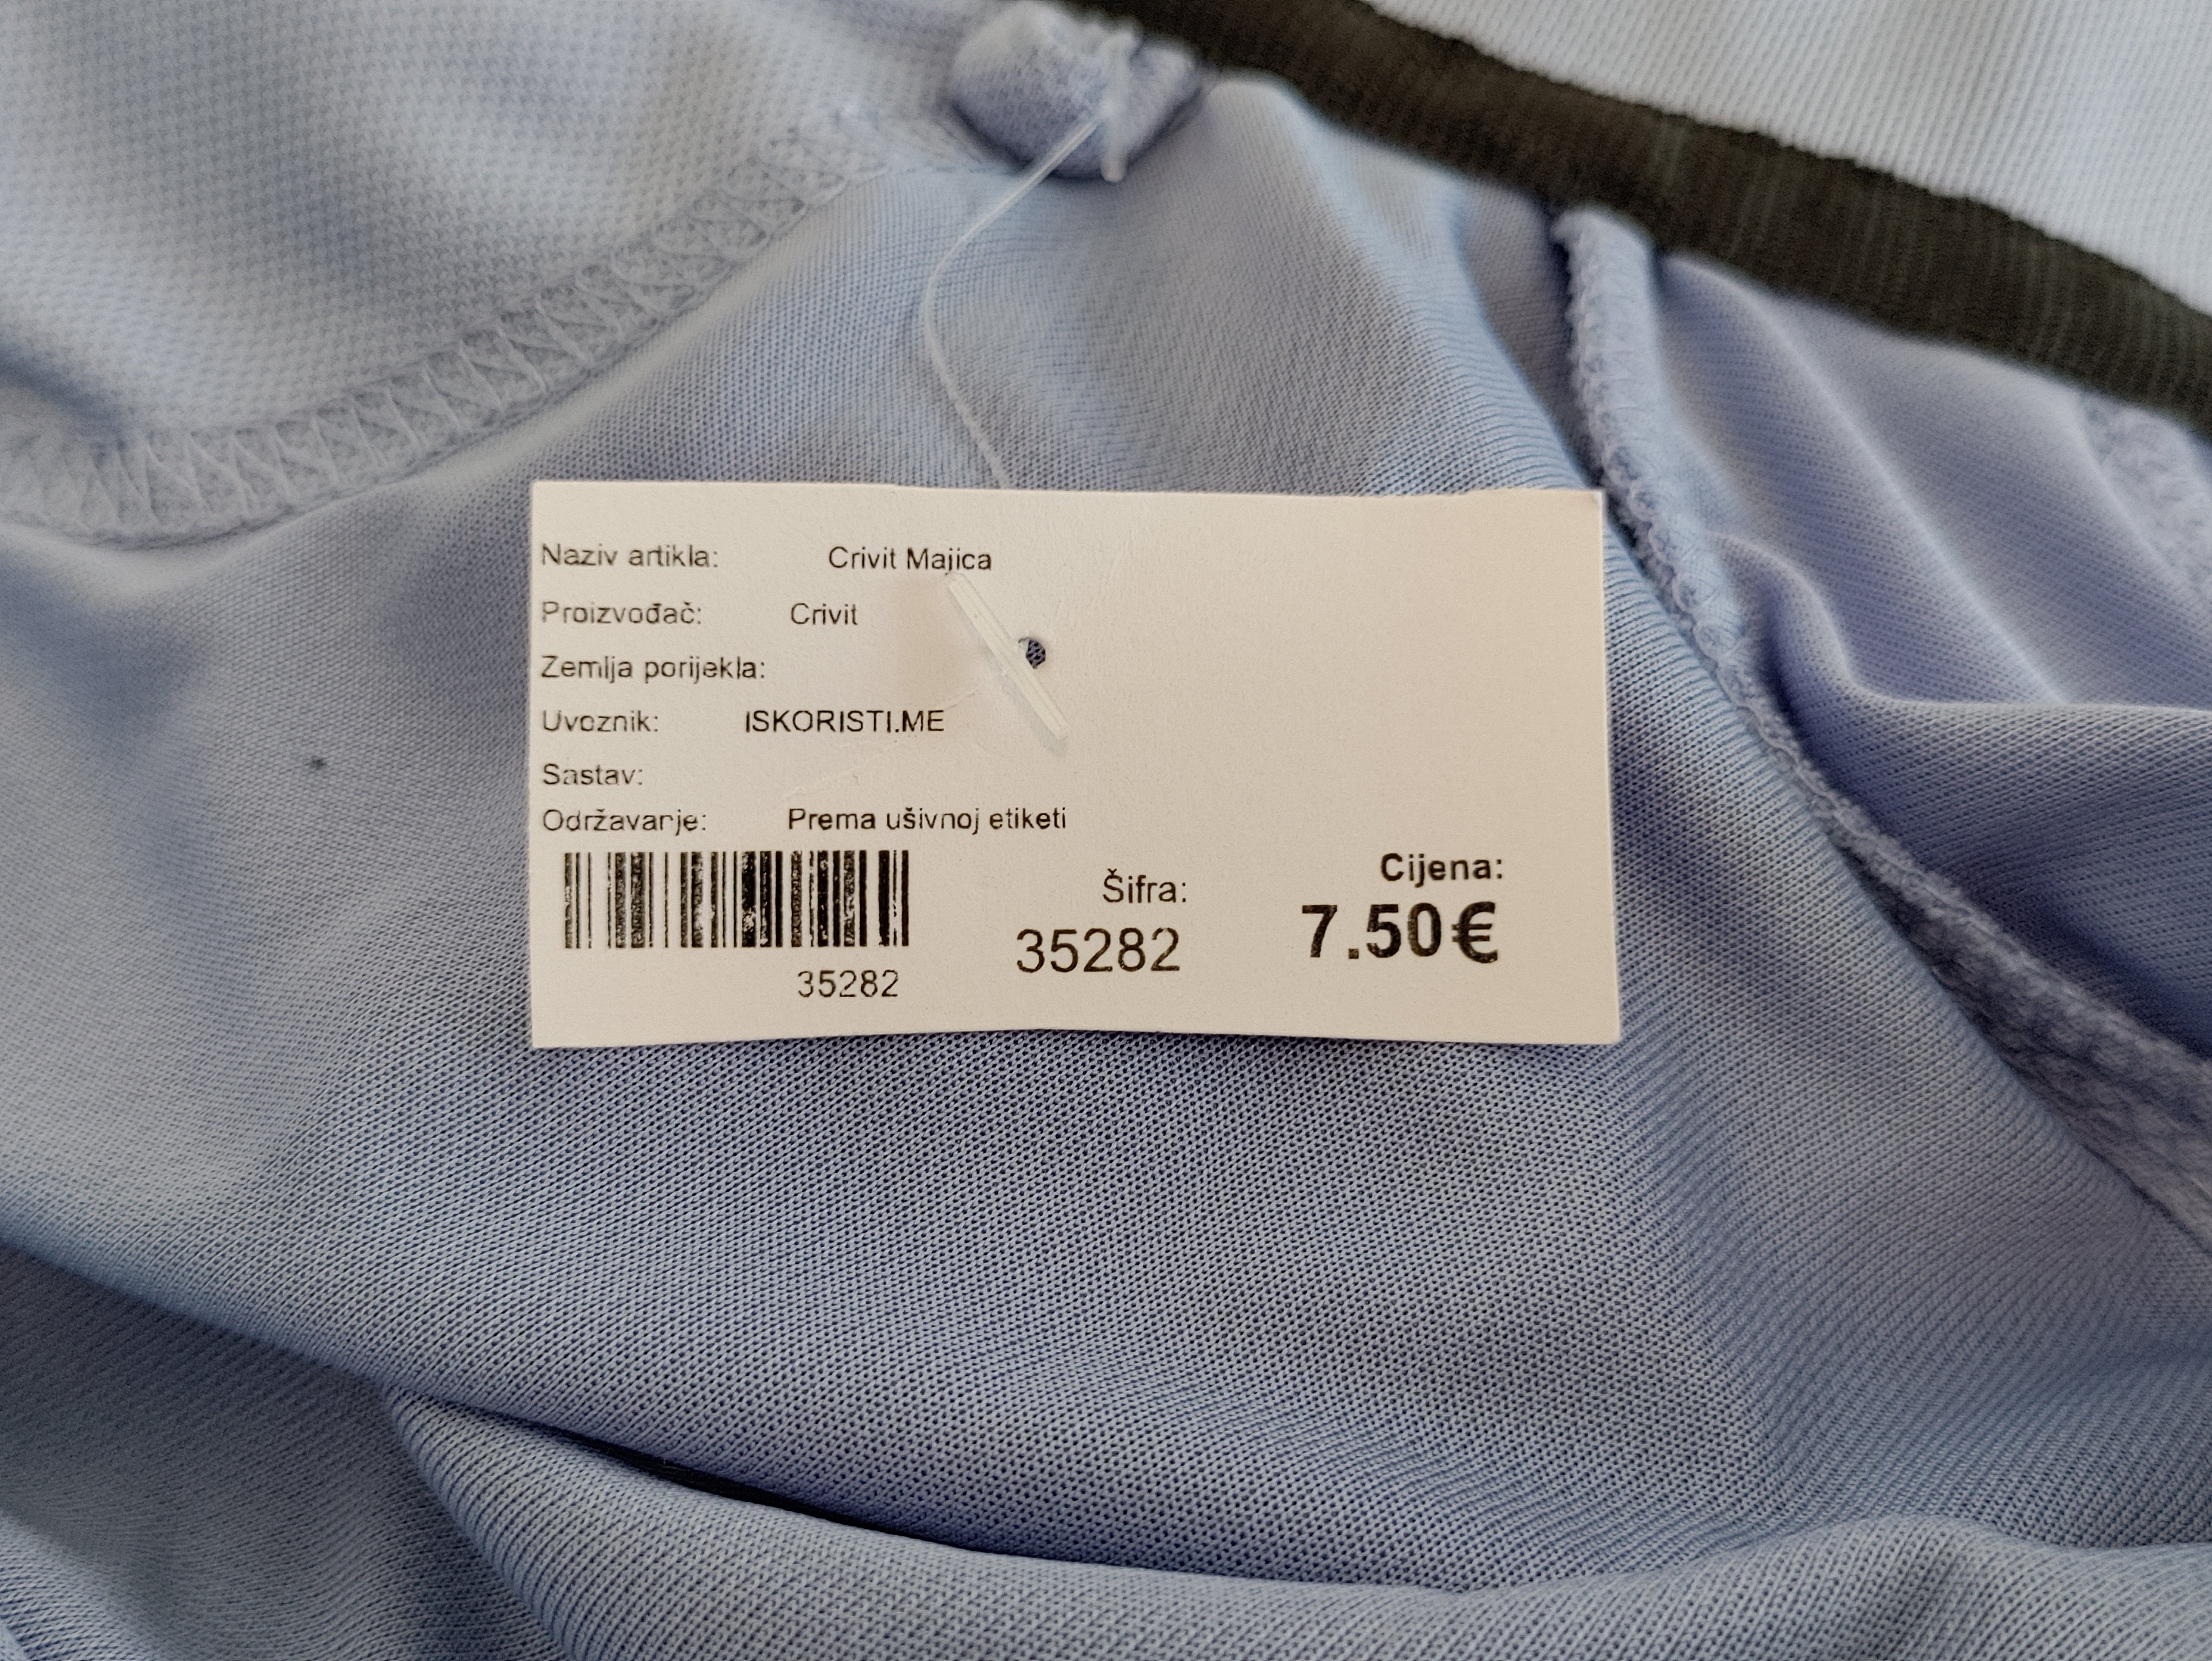 Naziv artikla: Crivit Majica
Proizvođač: Crivit
Zemlja porijekla:
Uvoznik: ISKORISTI.ME
Sastav:
Održavanje: Prema ušivnoj etiketi
35282
Šifra:
35282
Cijena:
7.50€